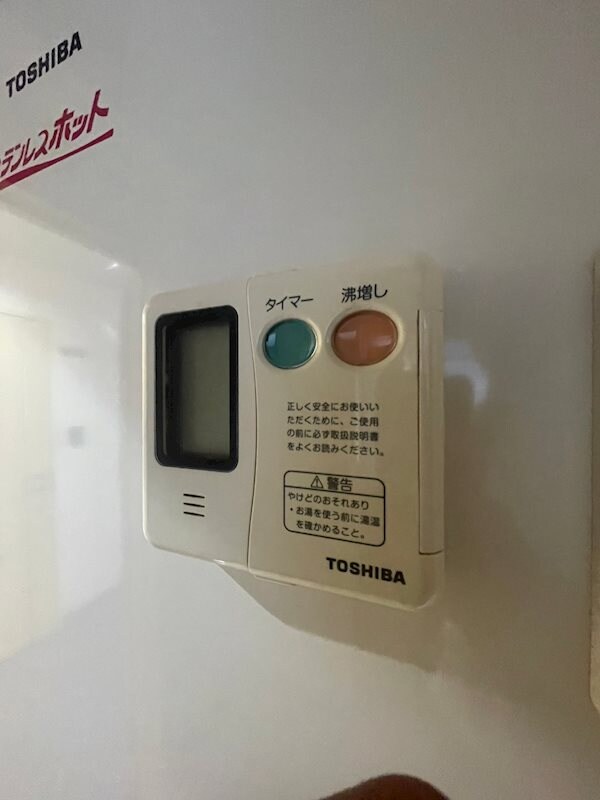 TOSHIBA
ランレスホット
タイマー 沸増し
正しく安全にお使いい
ただくために、ご使用
の前に必ず取扱説明書
をよくお読みください。
⚠警告
やけどのおそれあり
・お湯を使う前に湯温
を確かめること。
TOSHIBA